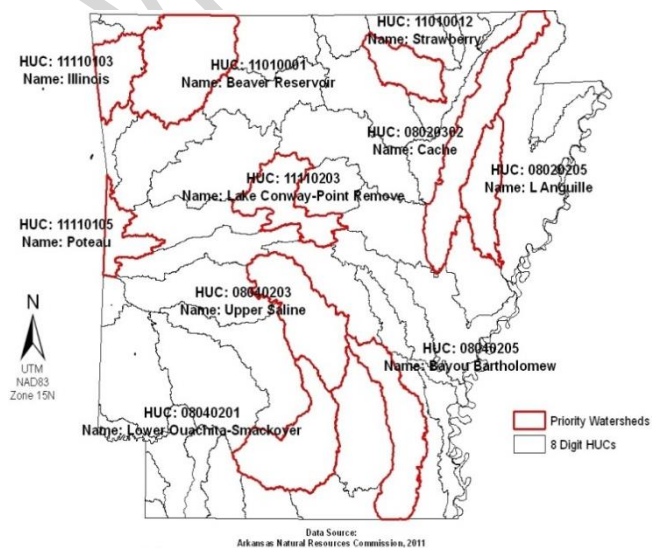 HUC: 11010012
Name: Strawberry
HUC: 11110103
Name: Illinois
HUC: 11010001
Name: Beaver Reservoir
HUC: 08020302
Name: Cache
HUC: 08020205
Name: L Anguille
HUC: 11110203
Name: Lake Conway-Point Remove
HUC: 11110105
Name: Poteau
HUC: 08040203
Name: Upper Saline
N
UTM
NAD83
Zone 15N
HUC: 08040205
Name: Bayou Bartholomew
HUC: 08040201
Name: Lower Ouachita-Smackover
Priority Watersheds
8 Digit HUCs
Data Source:
Arkansas Natural Resources Commission, 2011